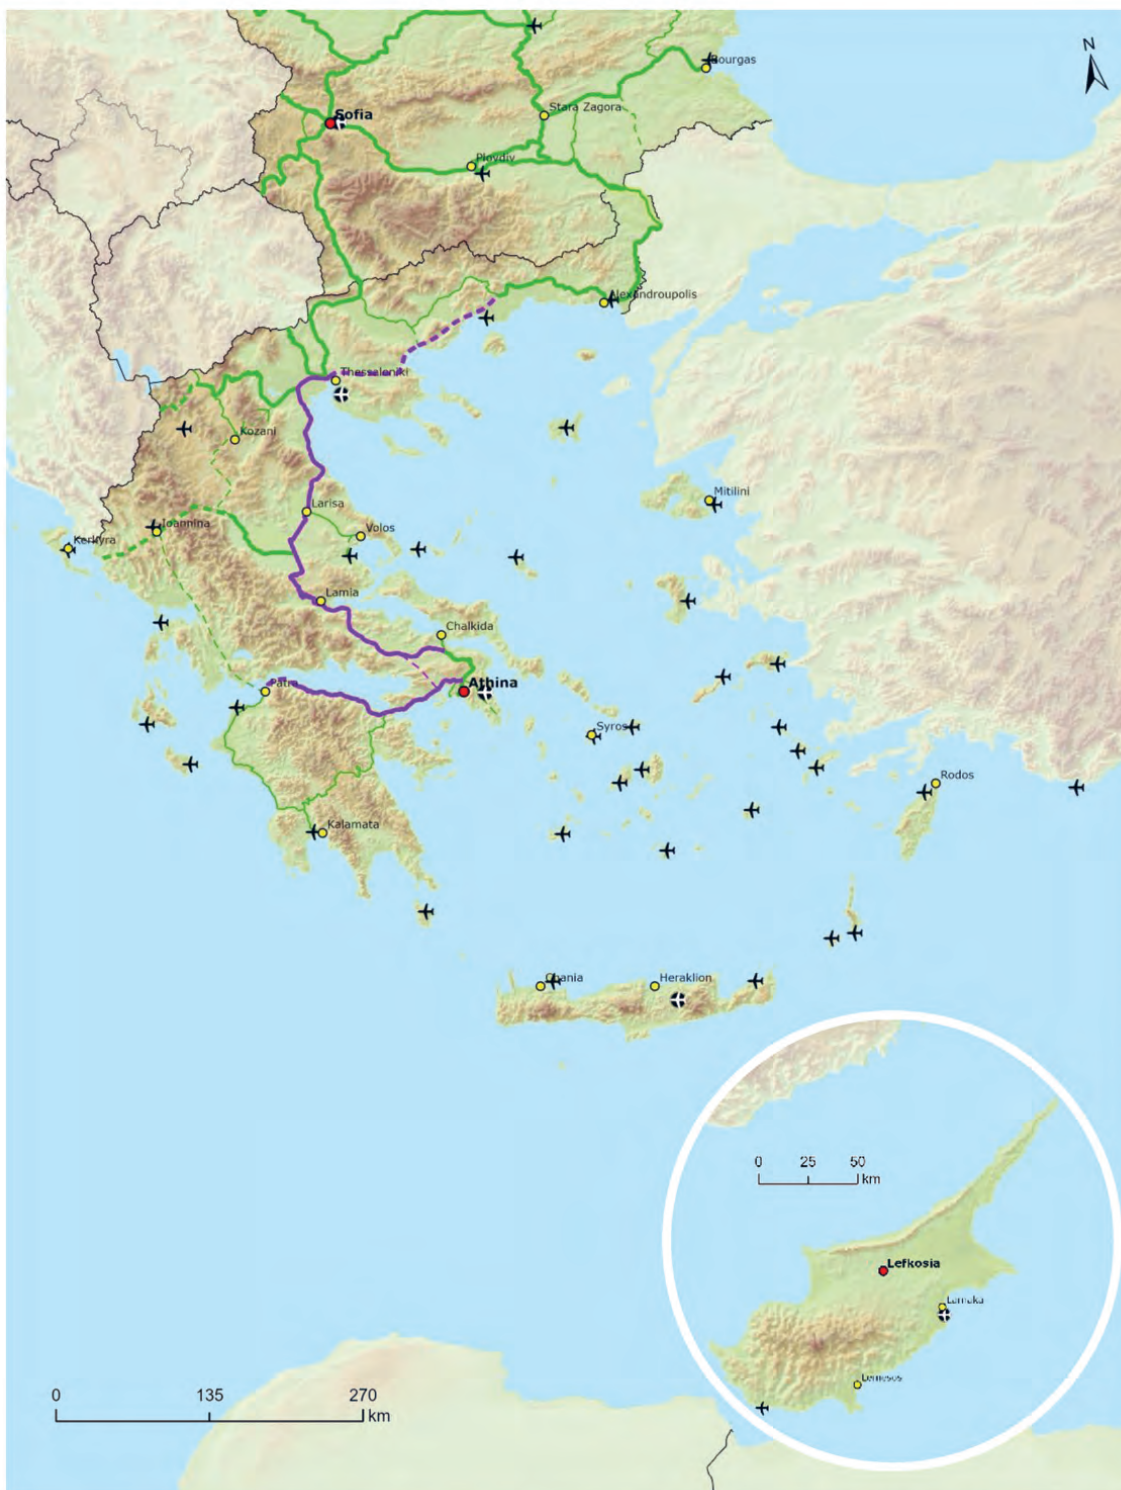 N
Bourgas
Stara Zagora
Sofia
Plovdiv
Alexandroupolis
Thessaloniki
Kozani
Mitilini
Larisa
Ioannina
Volos
Kerkyra
Lamia
Chalkida
Patra
Athina
Syros
Rodos
Kalamata
Chania
Heraklion
0 25 50
km
Lefkosia
Larnaka
Lemesos
0 135 270
km